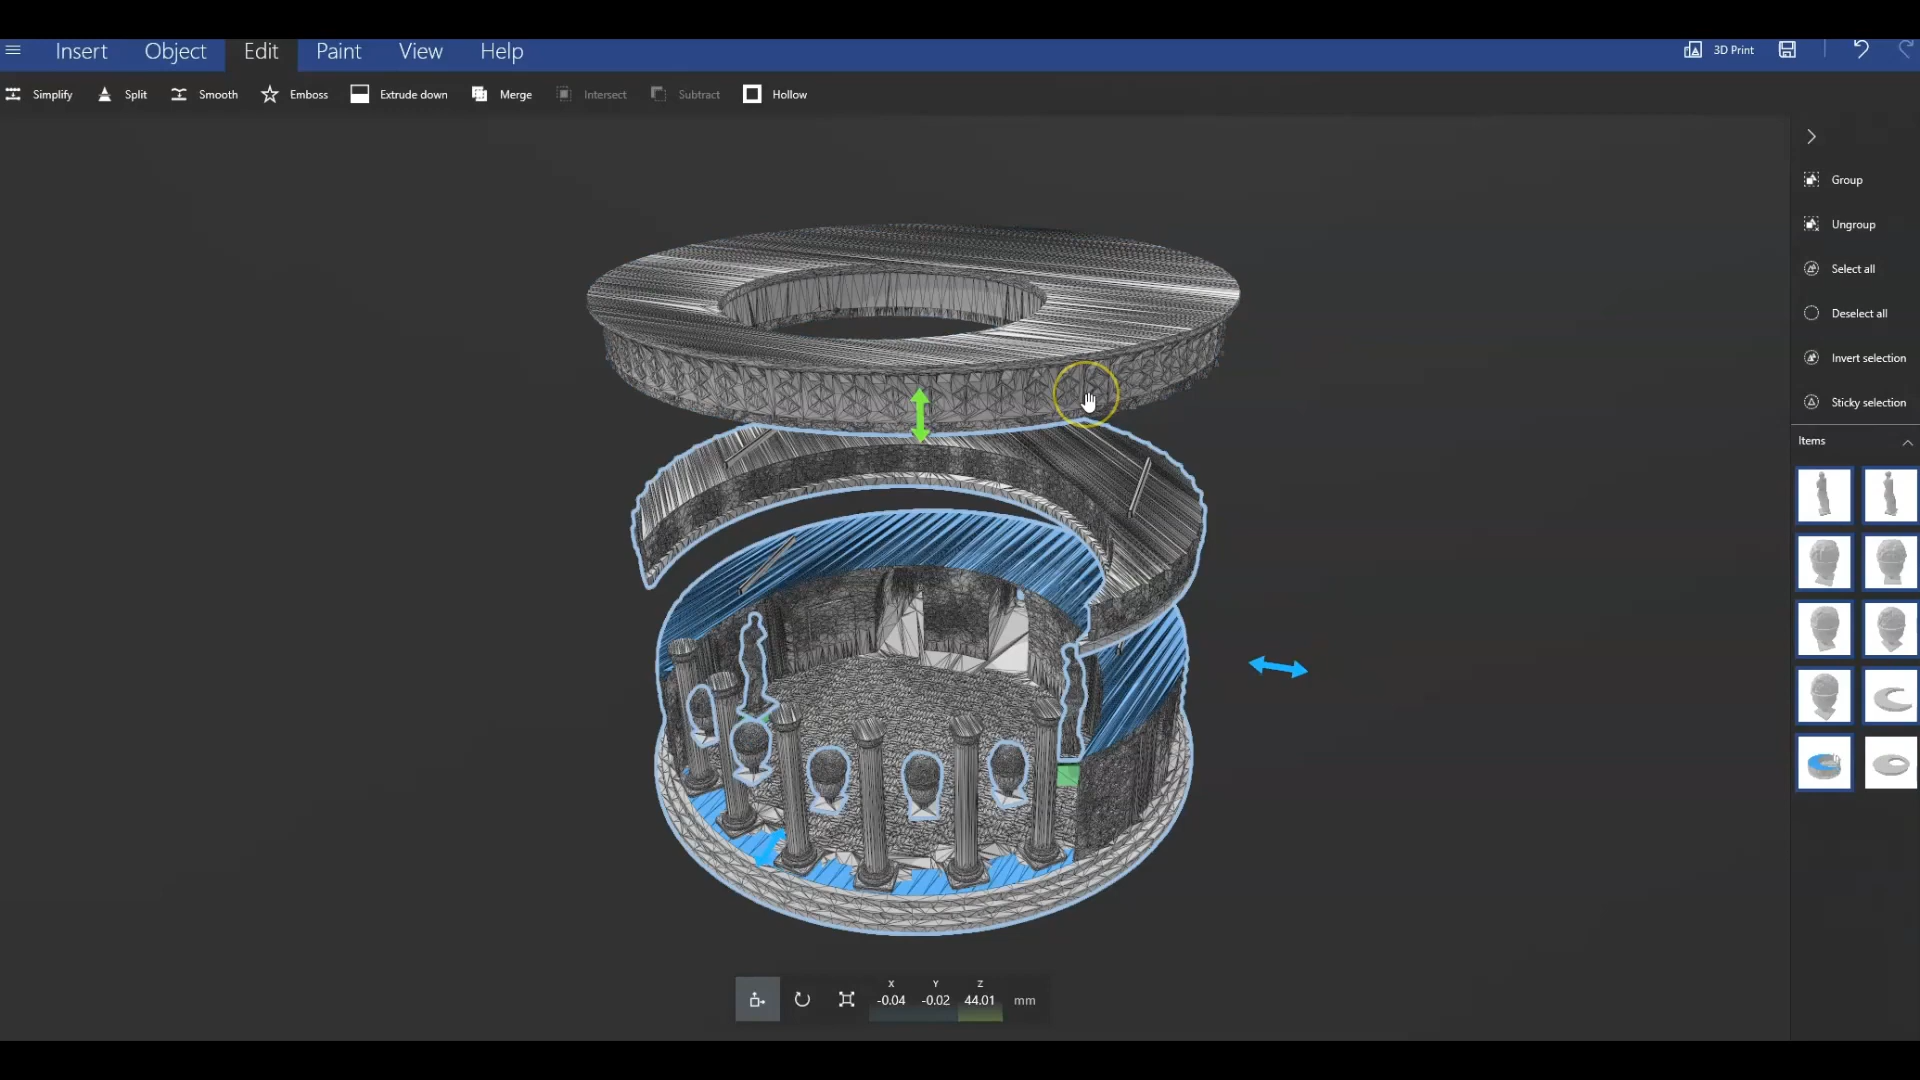 Insert Object Edit Paint View Help 3D Print
Simplify Split Smooth Emboss Extrude down Merge Intersect Subtract Hollow
Group
Ungroup
Select all
Deselect all
Invert selection
Sticky selection
Items
X Y Z
-0.04 -0.02 44.01 mm